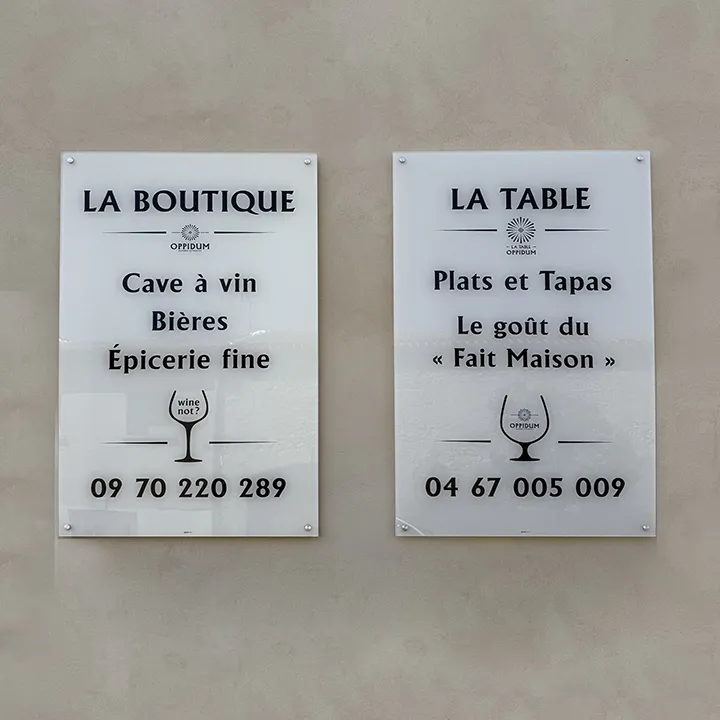 LA BOUTIQUE
OPPIDUM
Cave à vin
Bières
Épicerie fine
wine
not?
09 70 220 289
LA TABLE
LA TABLE
OPPIDUM
Plats et Tapas
Le goût du
« Fait Maison »
OPPIDUM
04 67 005 009